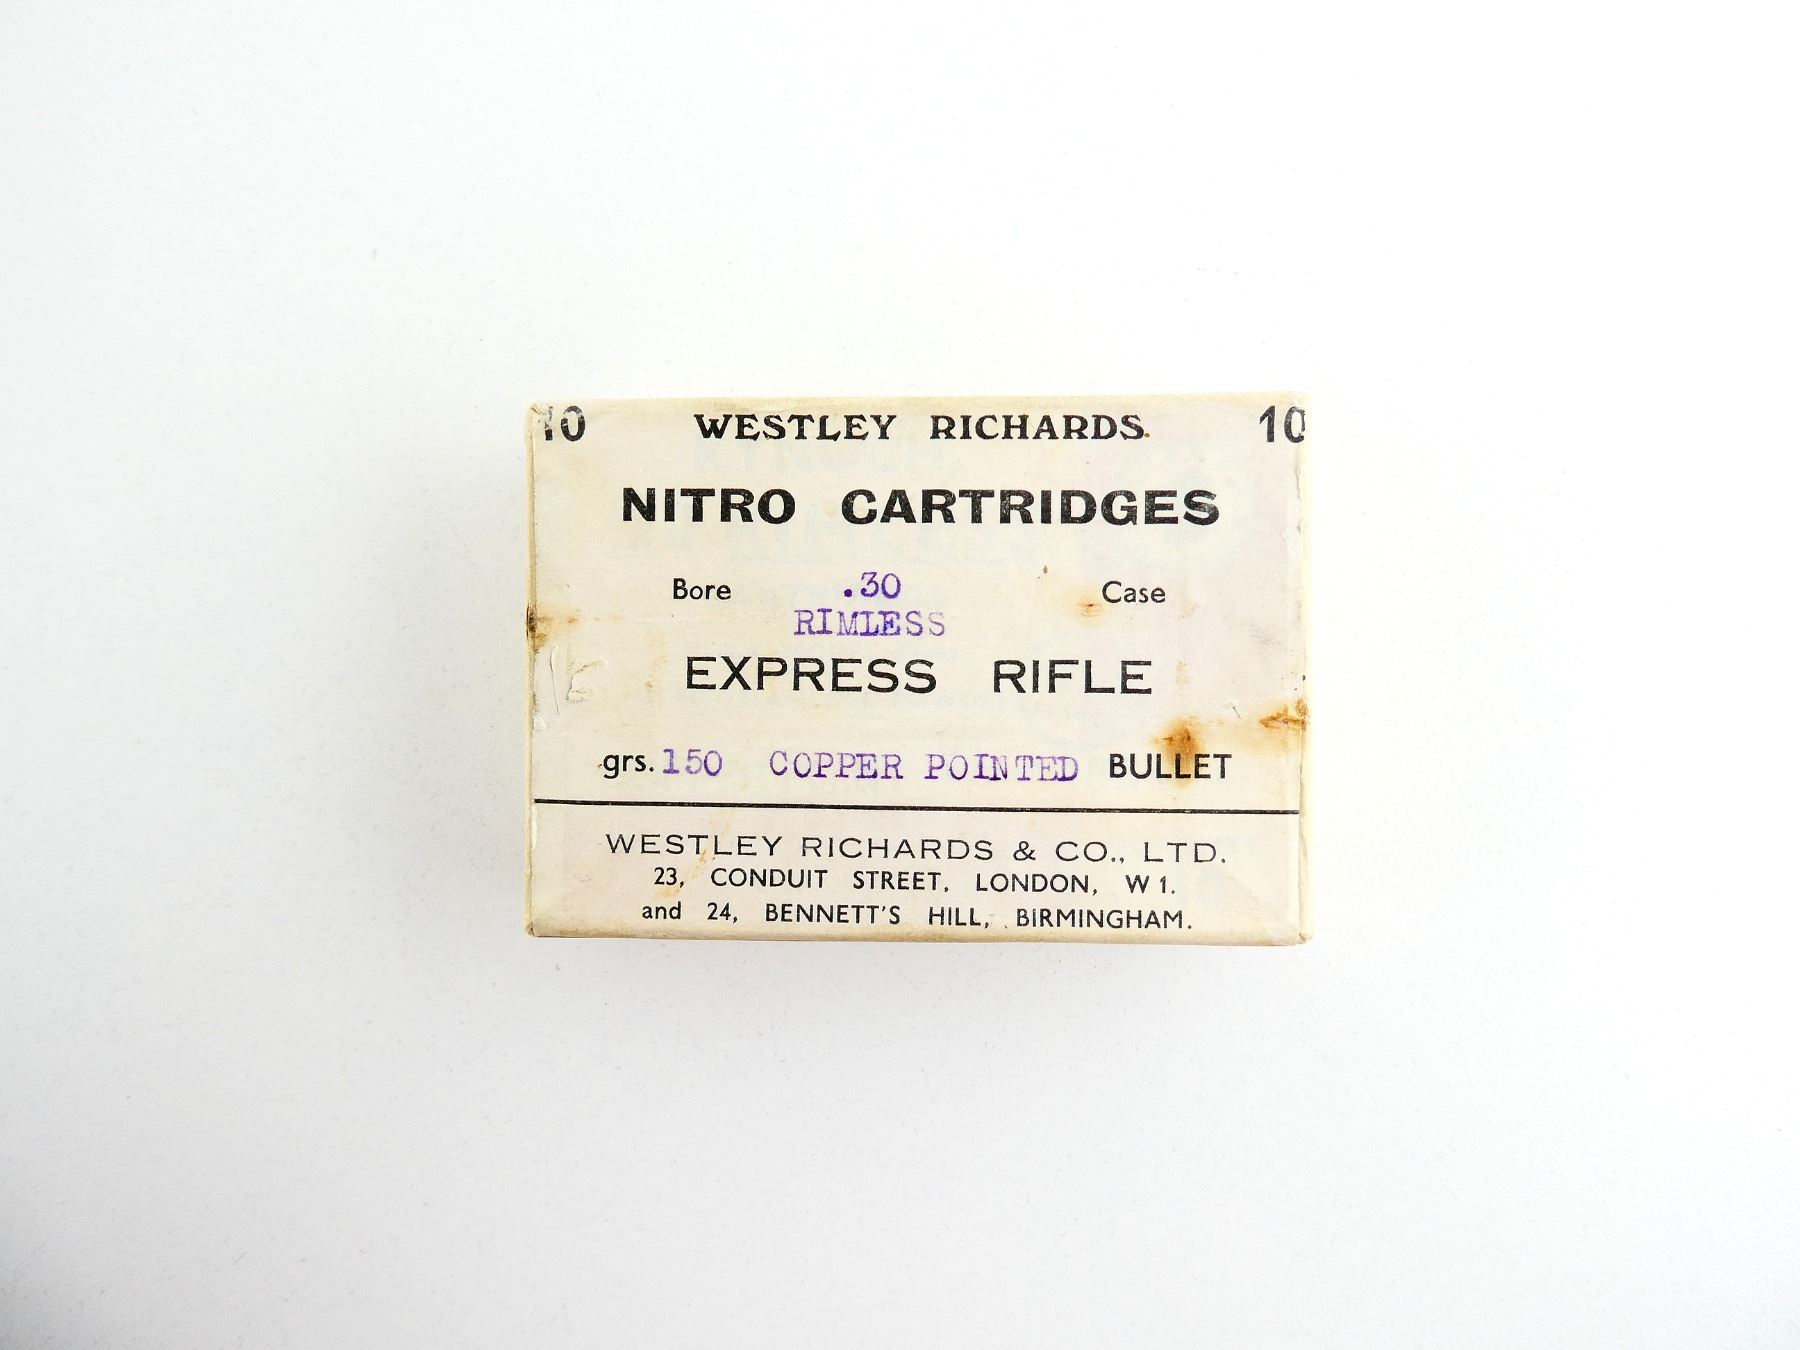 10 WESTLEY RICHARDS. 10
NITRO CARTRIDGES
Bore .30 Case
RIMLESS
EXPRESS RIFLE
grs. 150 COPPER POINTED BULLET
WESTLEY RICHARDS & CO., LTD.
23, CONDUIT STREET, LONDON, W 1.
and 24, BENNETT'S HILL, BIRMINGHAM.